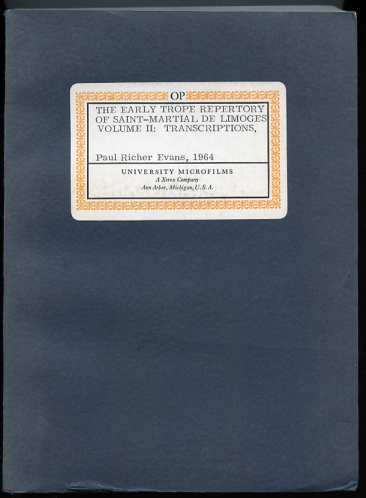 OP
THE EARLY TROPE REPERTORY
OF SAINT-MARTIAL DE LIMOGES
VOLUME II: TRANSCRIPTIONS,
Paul Richer Evans, 1964
UNIVERSITY MICROFILMS
A Xerox Company
Ann Arbor, Michigan, U.S.A.